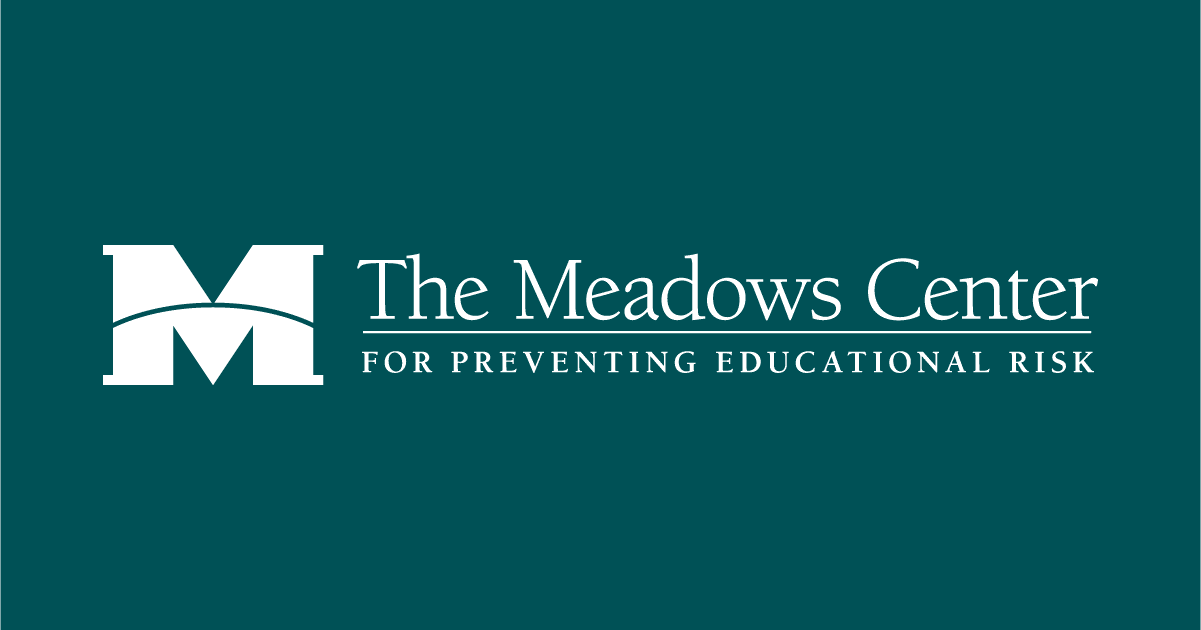 M
The Meadows Center
FOR PREVENTING EDUCATIONAL RISK